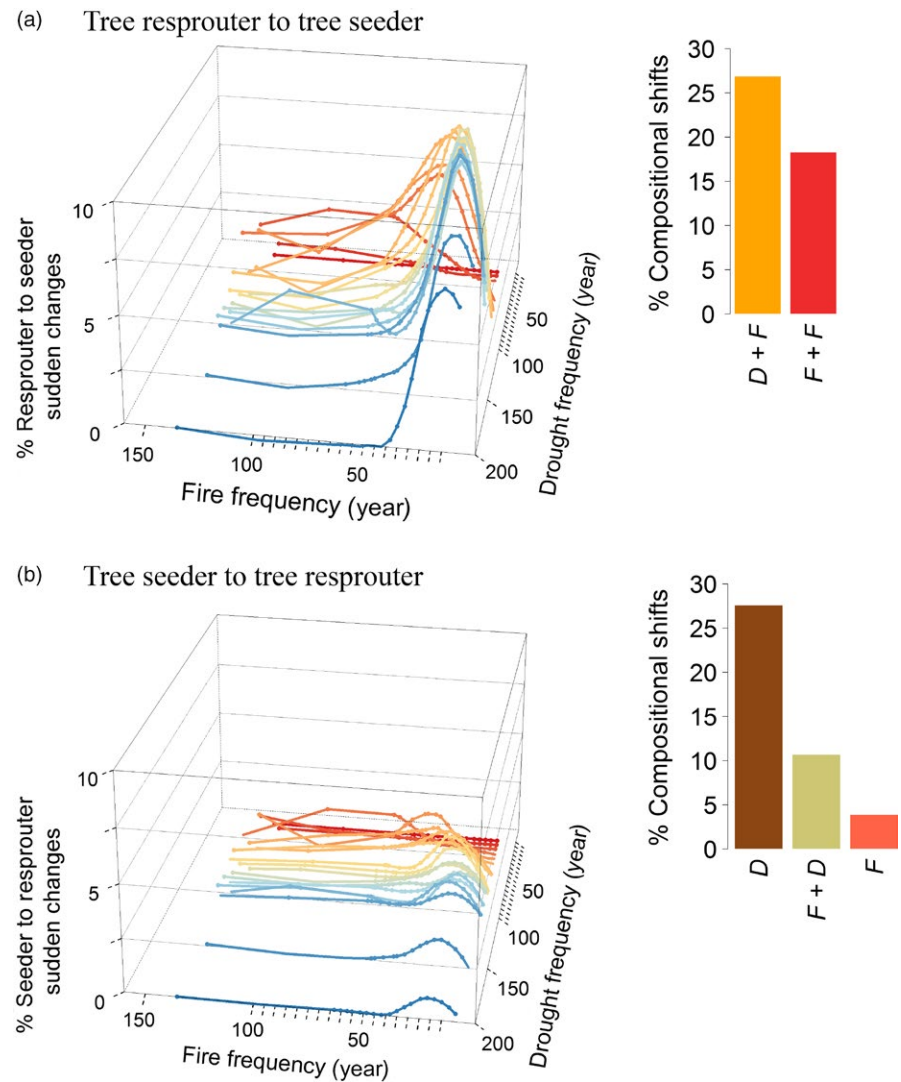 (a) Tree resprouter to tree seeder
% Resprouter to seeder
sudden changes
10
5
0
150
100
50
Fire frequency (year)
50
100
150
200
Drought frequency (year)
% Compositional shifts
30
25
20
15
10
5
0
D + F
F + F
(b) Tree seeder to tree resprouter
% Seeder to resprouter
sudden changes
10
5
0
150
100
50
Fire frequency (year)
50
100
150
200
Drought frequency (year)
% Compositional shifts
30
25
20
15
10
5
0
D
F + D
F